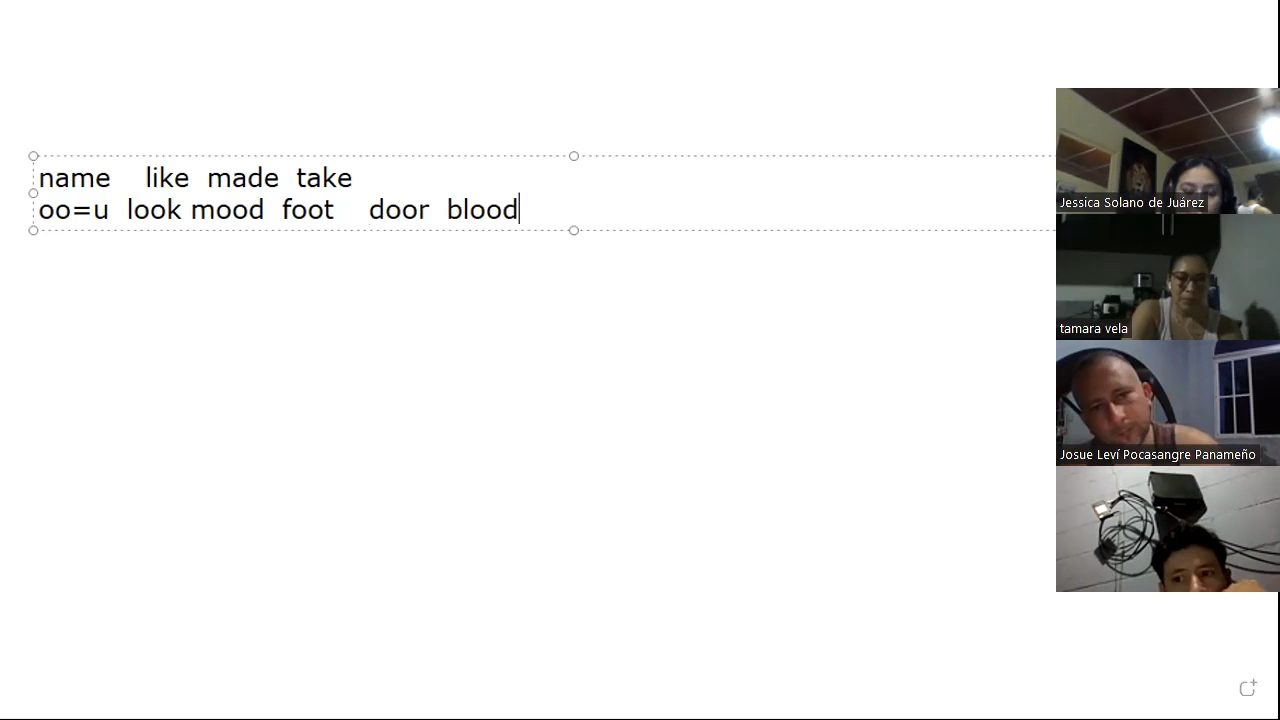 name like made take
oo=u look mood foot door blood
Jessica Solano de Juárez
tamara vela
Josue Leví Pocasangre Panameño